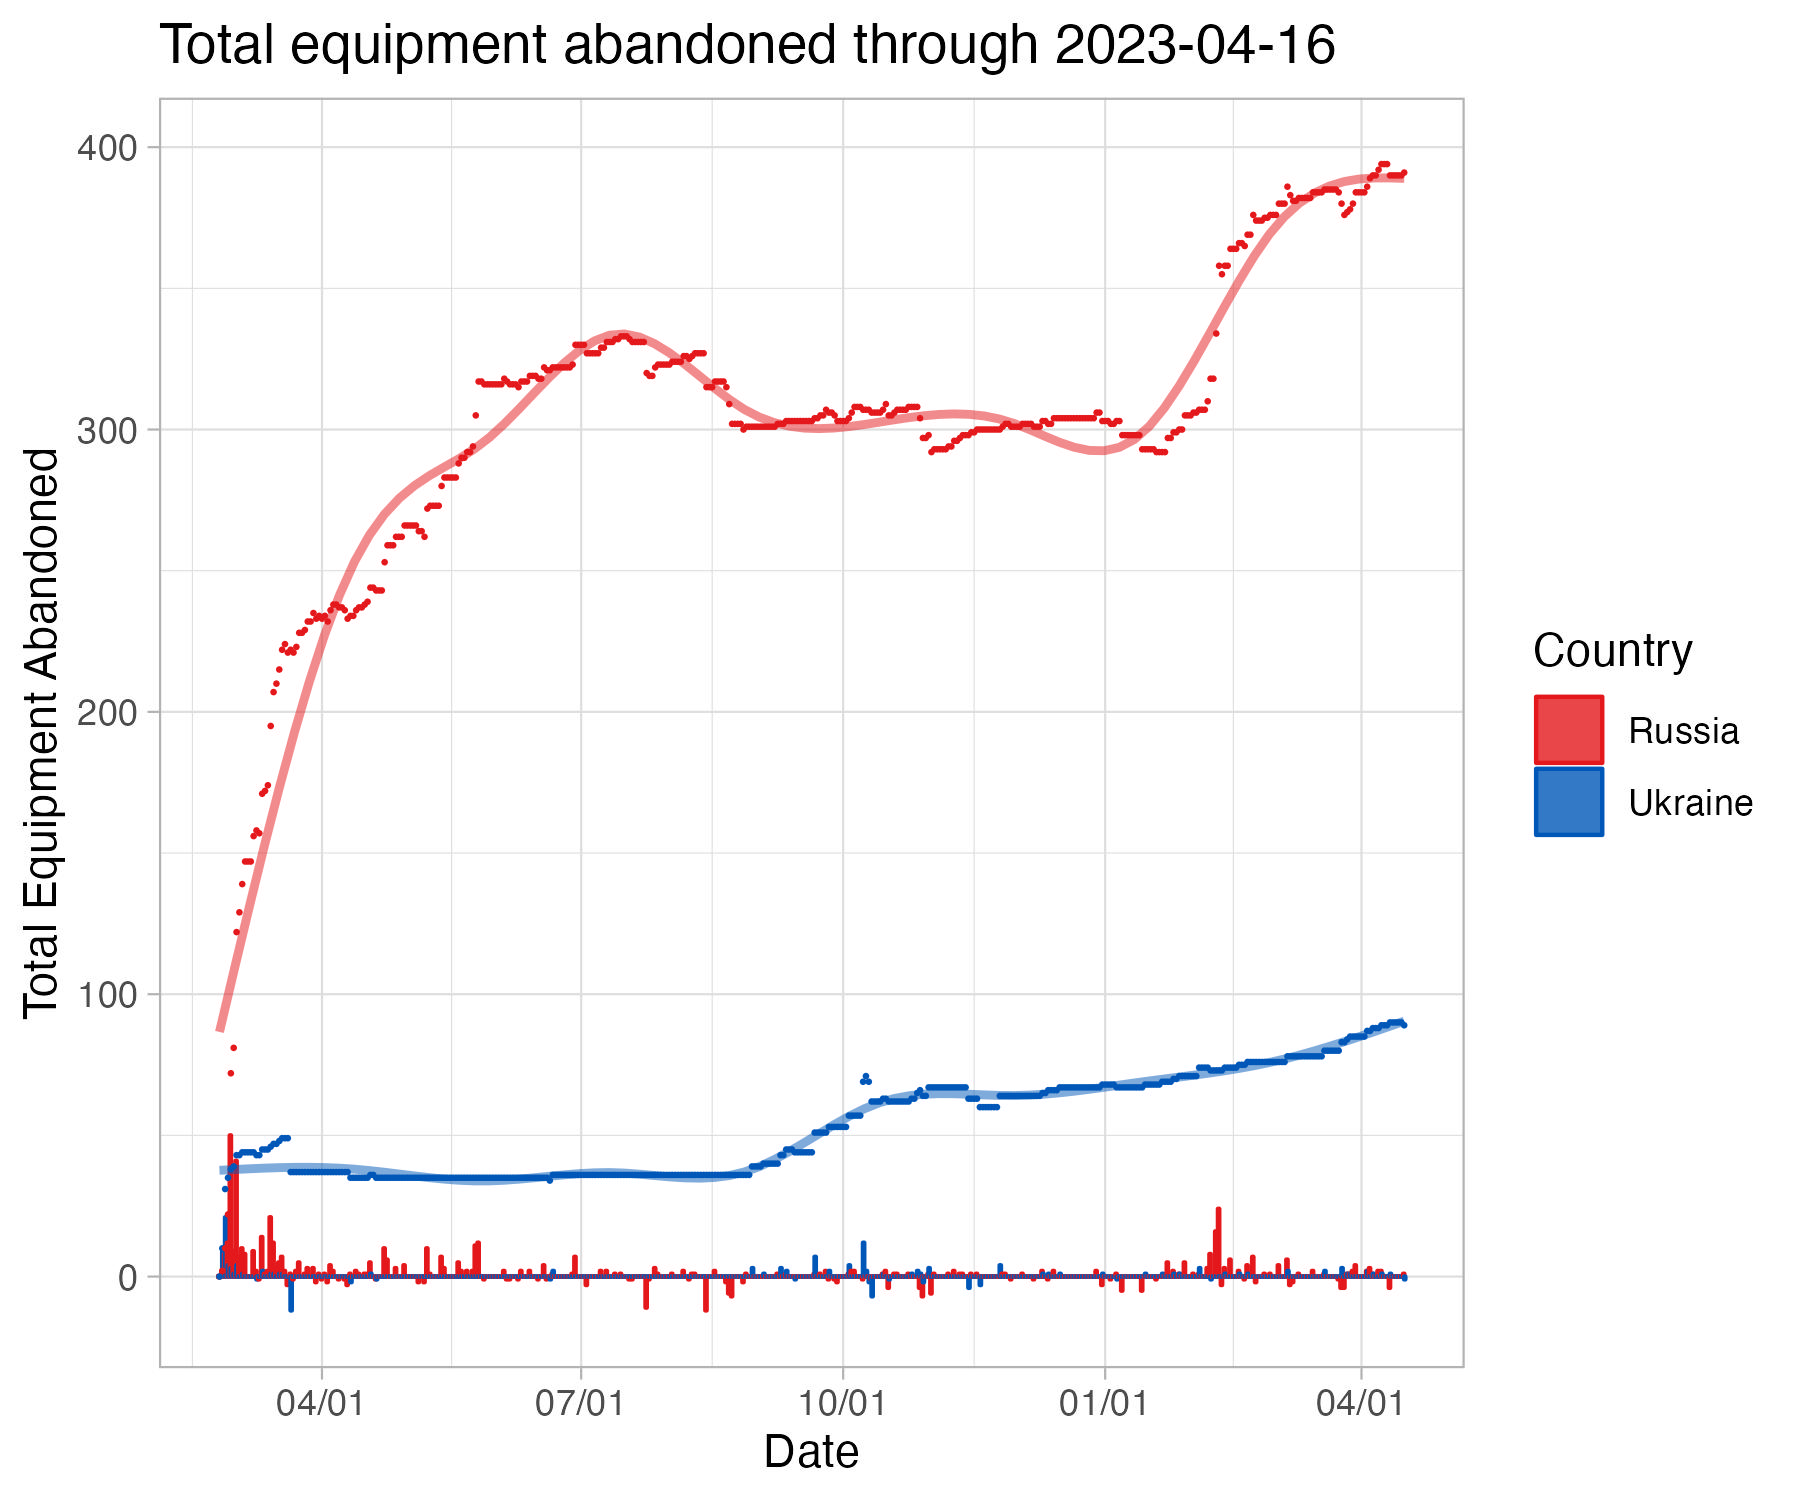 Total equipment abandoned through 2023-04-16
Total Equipment Abandoned
400
300
200
100
0
04/01
07/01
10/01
01/01
04/01
Date
Country
Russia
Ukraine